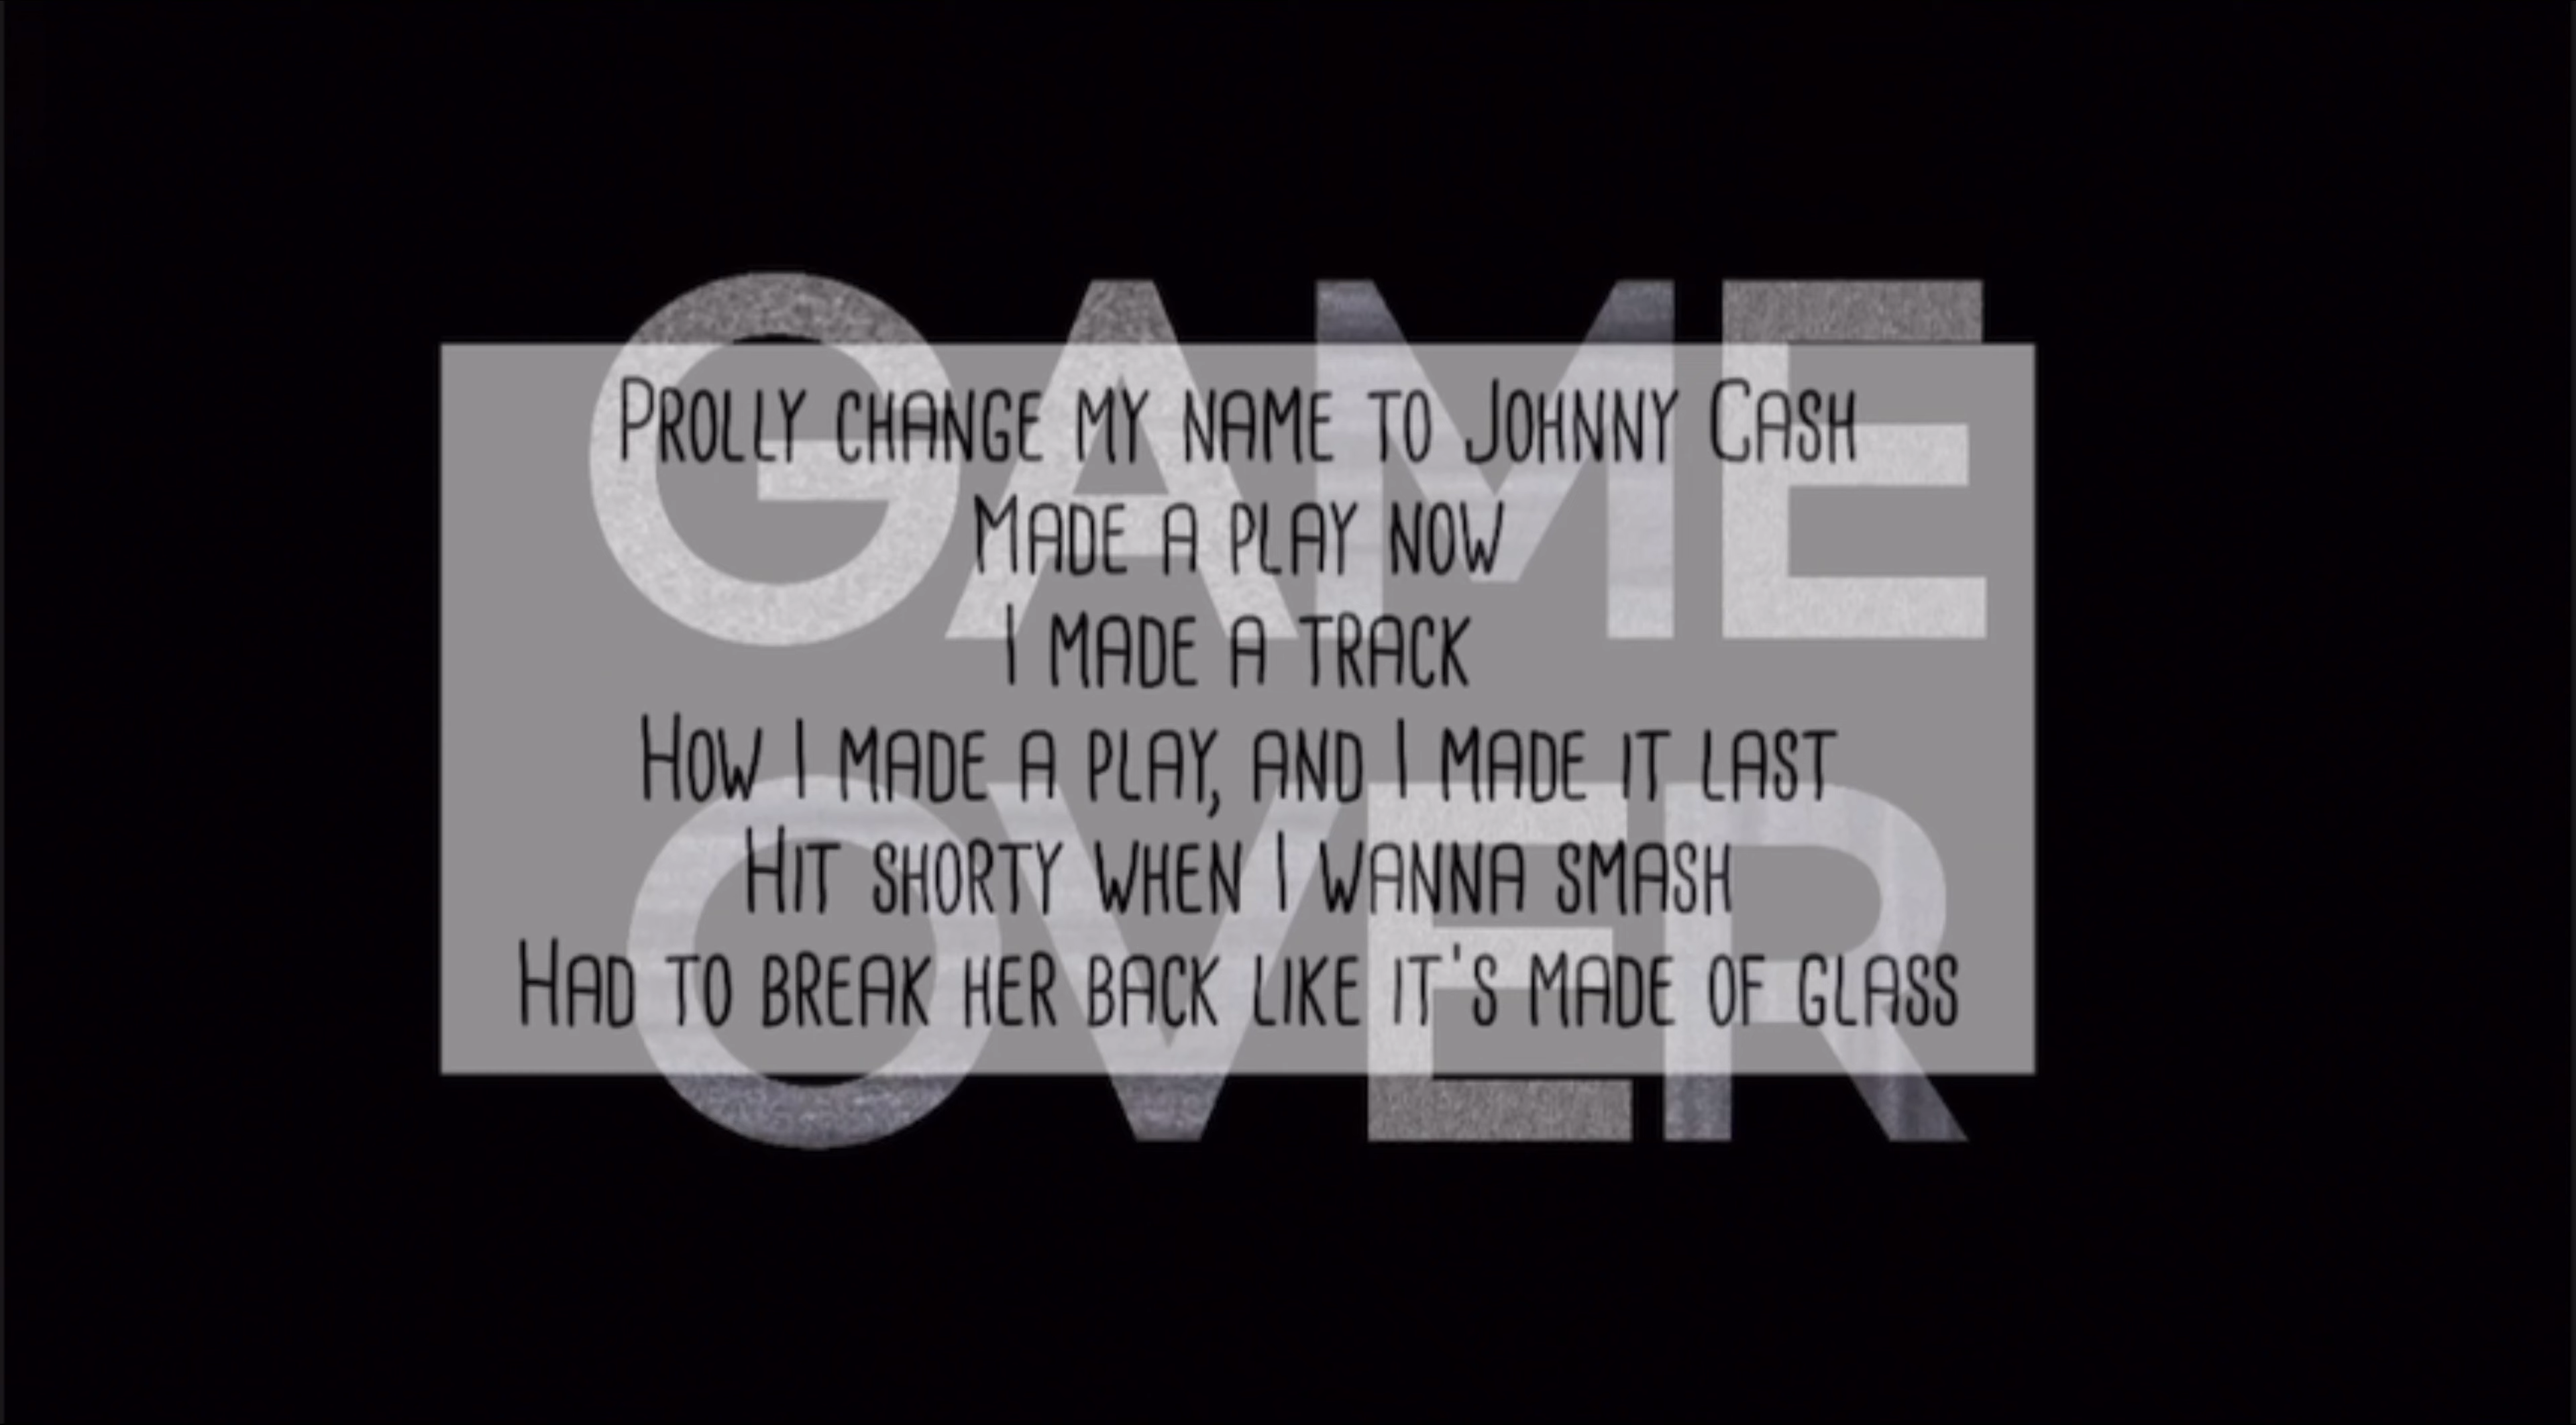 GAME
OVER
Prolly change my name to Johnny Cash
Made a play now
I made a track
How I made a play, and I made it last
Hit shorty when I wanna smash
Had to break her back like it's made of glass